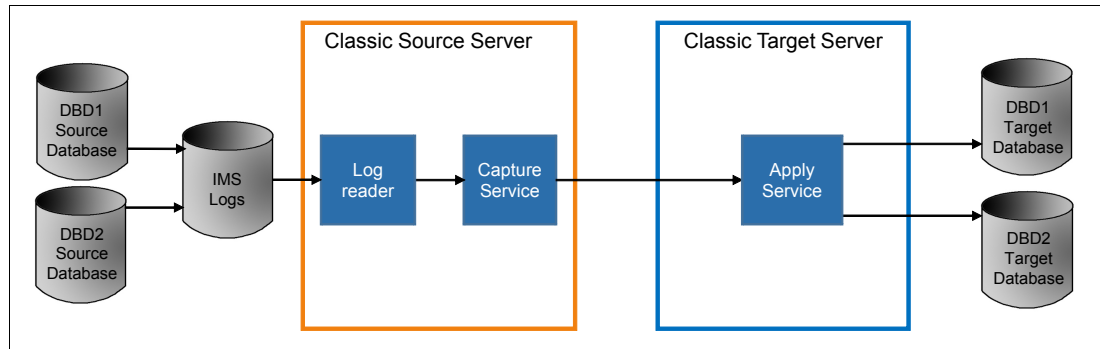 Classic Source Server
Classic Target Server
DBD1
Source
Database
DBD2
Source
Database
IMS
Logs
Log
reader
Capture
Service
Apply
Service
DBD1
Target
Database
DBD2
Target
Database